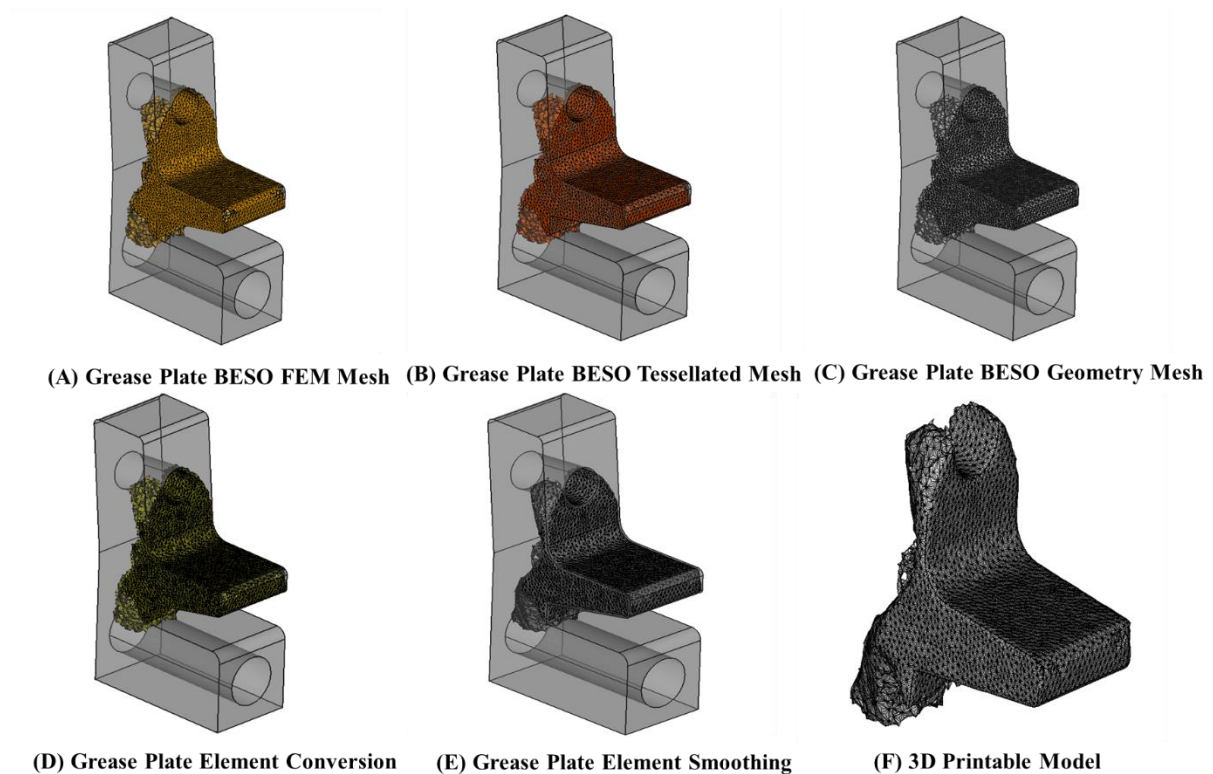 (A) Grease Plate BESO FEM Mesh
(B) Grease Plate BESO Tessellated Mesh
(C) Grease Plate BESO Geometry Mesh
(D) Grease Plate Element Conversion
(E) Grease Plate Element Smoothing
(F) 3D Printable Model